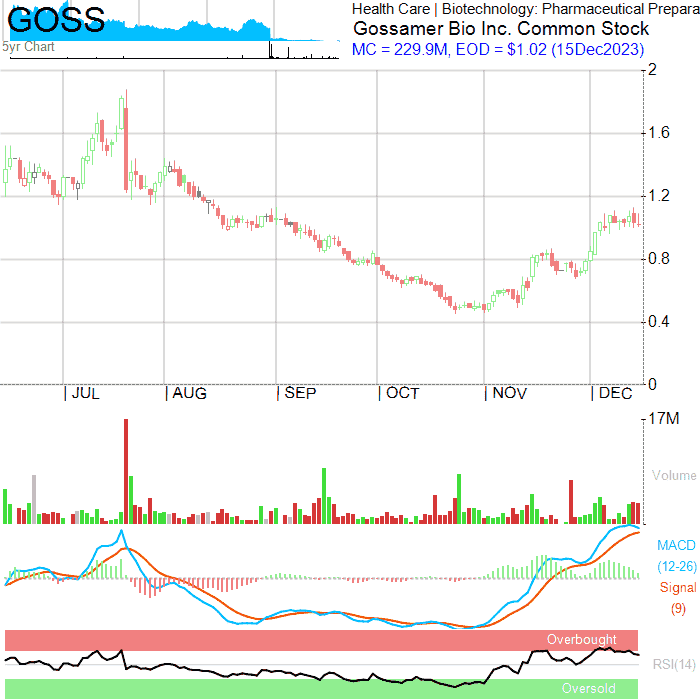 GOSS
5yr Chart
Health Care | Biotechnology: Pharmaceutical Prepara
Gossamer Bio Inc. Common Stock
MC = 229.9M, EOD = $1.02 (15Dec2023)
2
1.6
1.2
0.8
0.4
0
| JUL | AUG | SEP | OCT | NOV | DEC
17M
Volume
MACD
(12-26)
Signal
(9)
Overbought
RSI(14)
Oversold